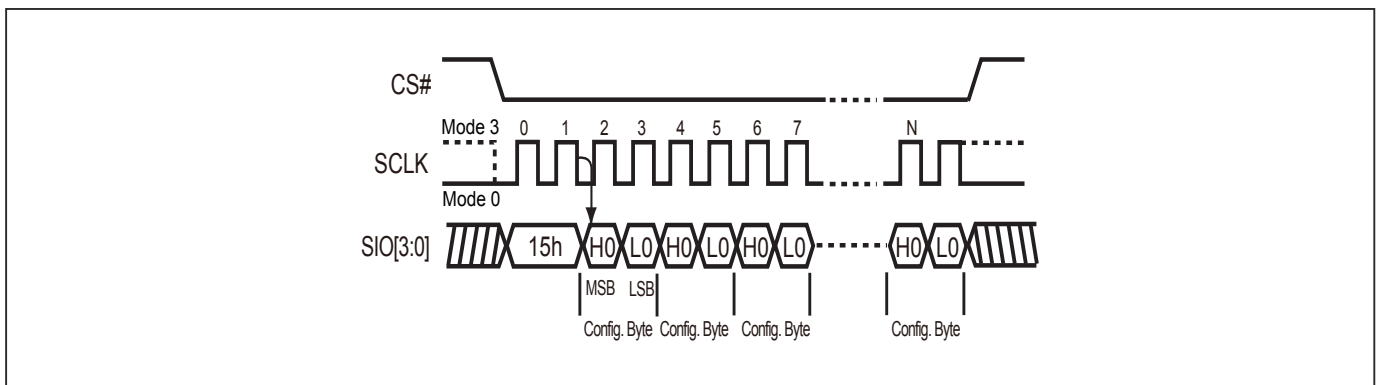 CS#
Mode 3 0 1 2 3 4 5 6 7 N
SCLK
Mode 0
SIO[3:0] 15h H0 L0 H0 L0 H0 L0 H0 L0
MSB LSB
Config. Byte Config. Byte Config. Byte Config. Byte